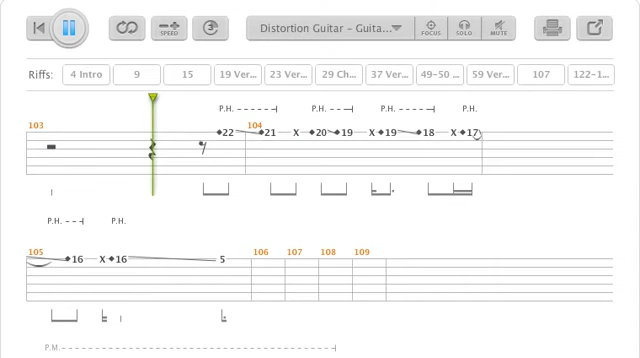 SPEED
3
Distortion Guitar – Guita...
FOCUS
SOLO
MUTE
Riffs:
4 Intro
9
15
19 Ver...
23 Ver...
29 Ch...
37 Ver...
49-50 ...
59 Ver...
107
122-1...
P.H. P.H. P.H. P.H.
103 104
22 21 X 20 19 X 19 18 X 17
P.H. P.H.
105 106 107 108 109
16 X 16 5
P.M.